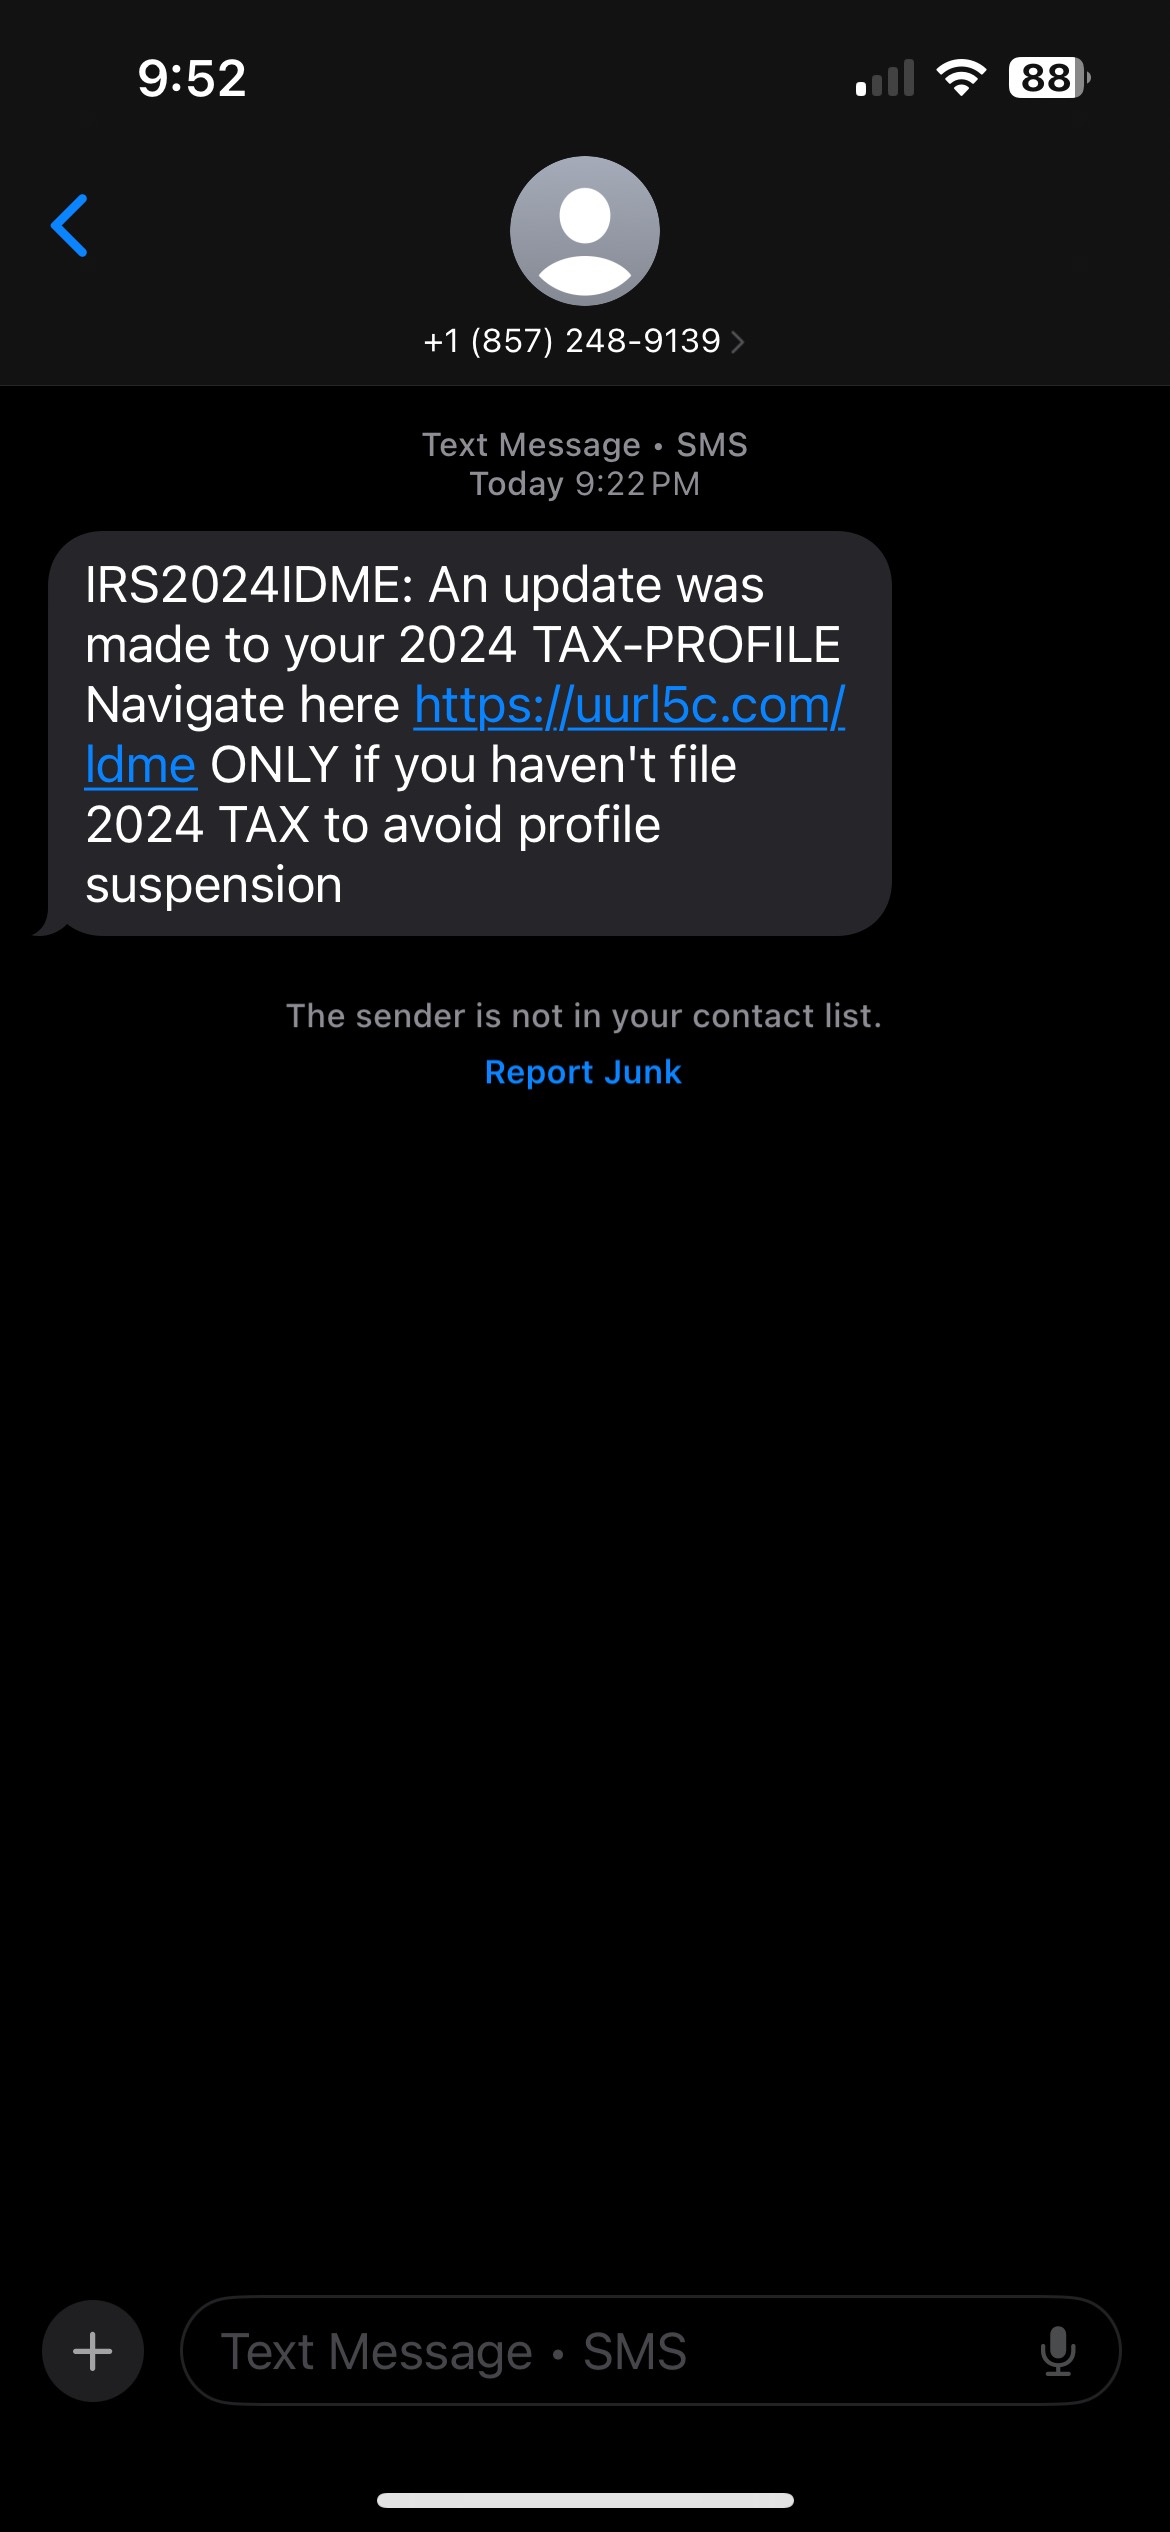 9:52
88
+1 (857) 248-9139
Text Message • SMS
Today 9:22 PM
IRS2024IDME: An update was
made to your 2024 TAX-PROFILE
Navigate here https://uurl5c.com/
Idme ONLY if you haven't file
2024 TAX to avoid profile
suspension
The sender is not in your contact list.
Report Junk
Text Message • SMS